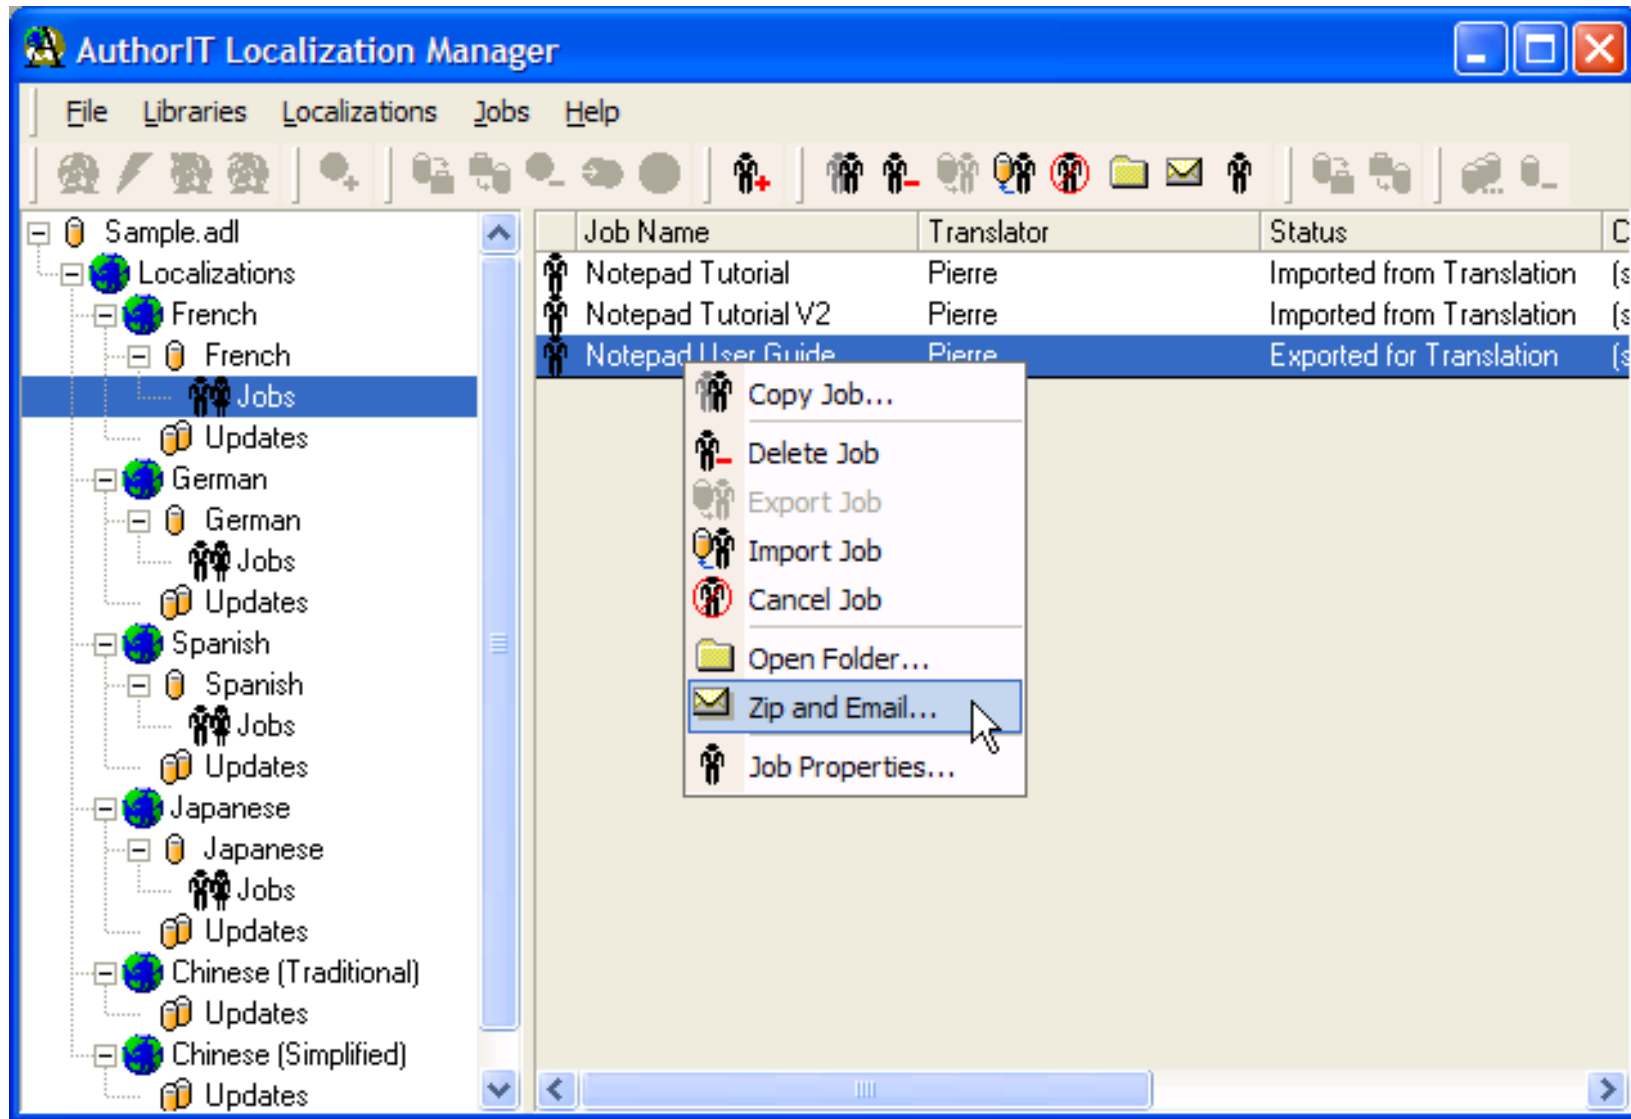 AuthorIT Localization Manager
File Libraries Localizations Jobs Help
Sample.adl
Localizations
French
French
Jobs
Updates
German
German
Jobs
Updates
Spanish
Spanish
Jobs
Updates
Japanese
Japanese
Jobs
Updates
Chinese (Traditional)
Updates
Chinese (Simplified)
Updates
Job Name Translator Status C
Notepad Tutorial Pierre Imported from Translation (s
Notepad Tutorial V2 Pierre Imported from Translation (s
Notepad User Guide Pierre Exported for Translation (s
Copy Job...
Delete Job
Export Job
Import Job
Cancel Job
Open Folder...
Zip and Email...
Job Properties...